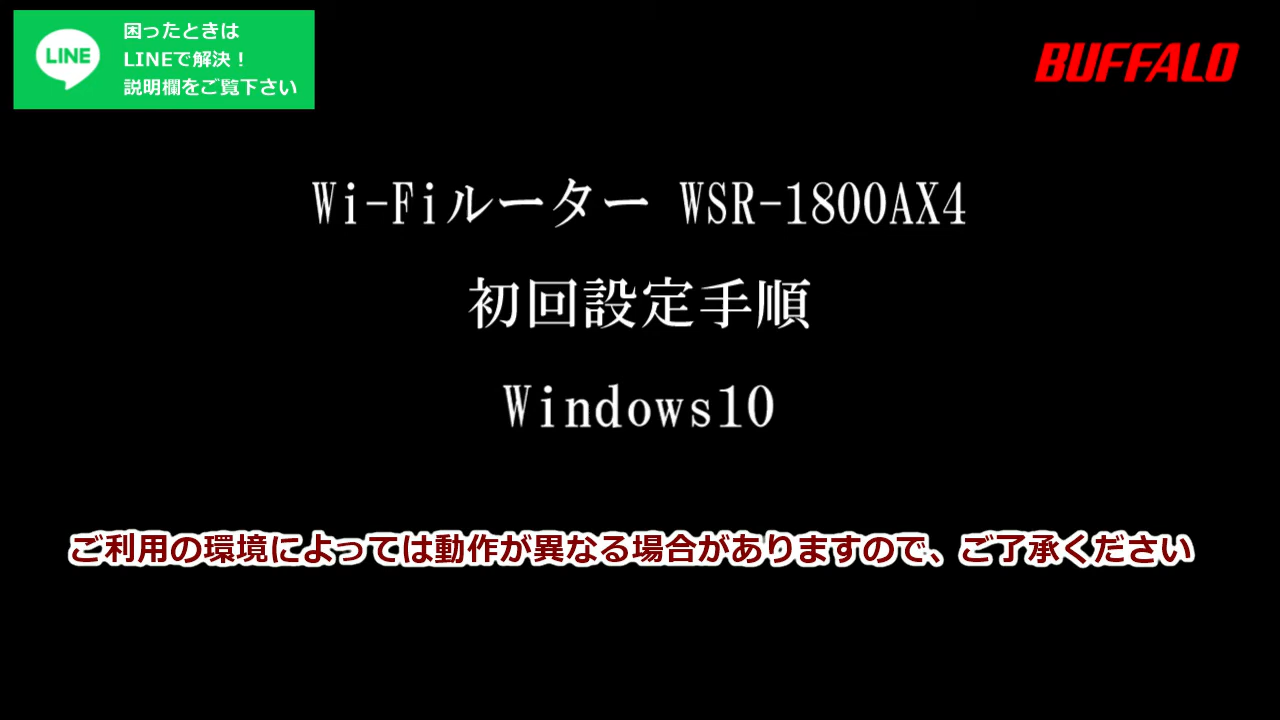 困ったときは
LINE
LINEで解決!
説明欄をご覧下さい
BUFFALO
Wi-Fiルーター WSR-1800AX4
初回設定手順
Windows10
ご利用の環境によっては動作が異なる場合がありますので、ご了承ください